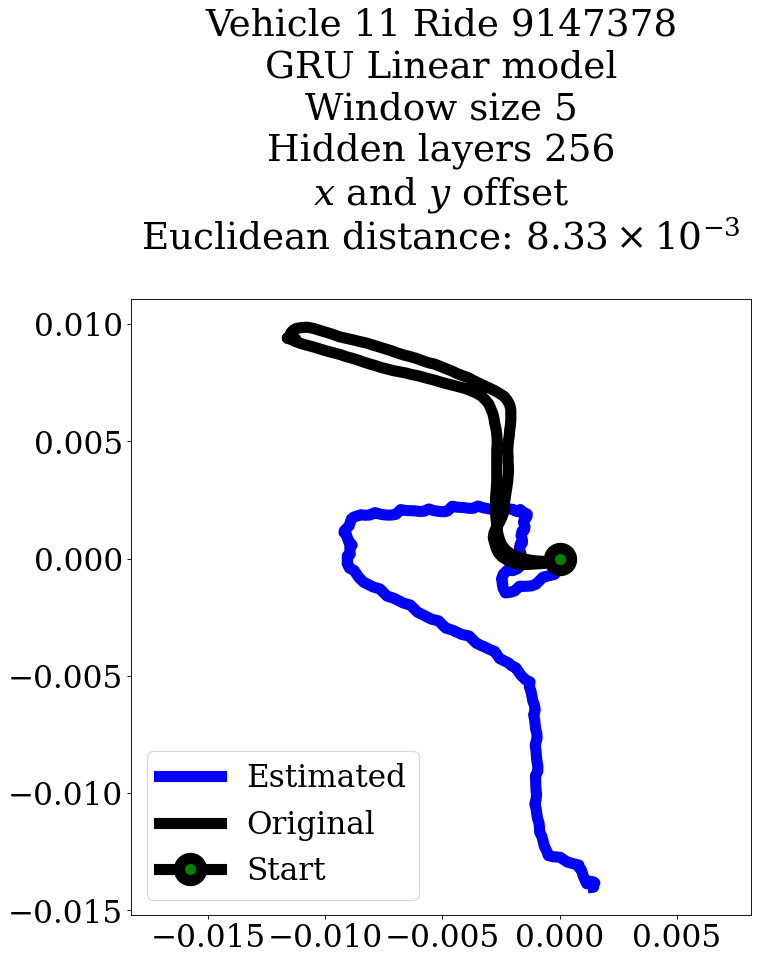 Vehicle 11 Ride 9147378
GRU Linear model
Window size 5
Hidden layers 256
x and y offset
Euclidean distance: 8.33 × 10⁻³
0.010
0.005
0.000
−0.005
−0.010
−0.015
Estimated
Original
Start
−0.015 −0.010 −0.005 0.000 0.005